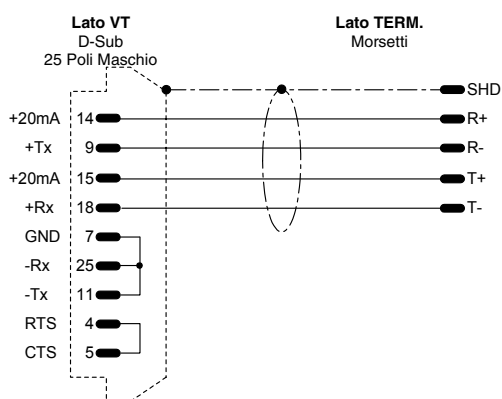 Lato VT
D-Sub
25 Poli Maschio
Lato TERM.
Morsetti
SHD
+20mA 14 R+
+Tx 9 R-
+20mA 15 T+
+Rx 18 T-
GND 7
-Rx 25
-Tx 11
RTS 4
CTS 5